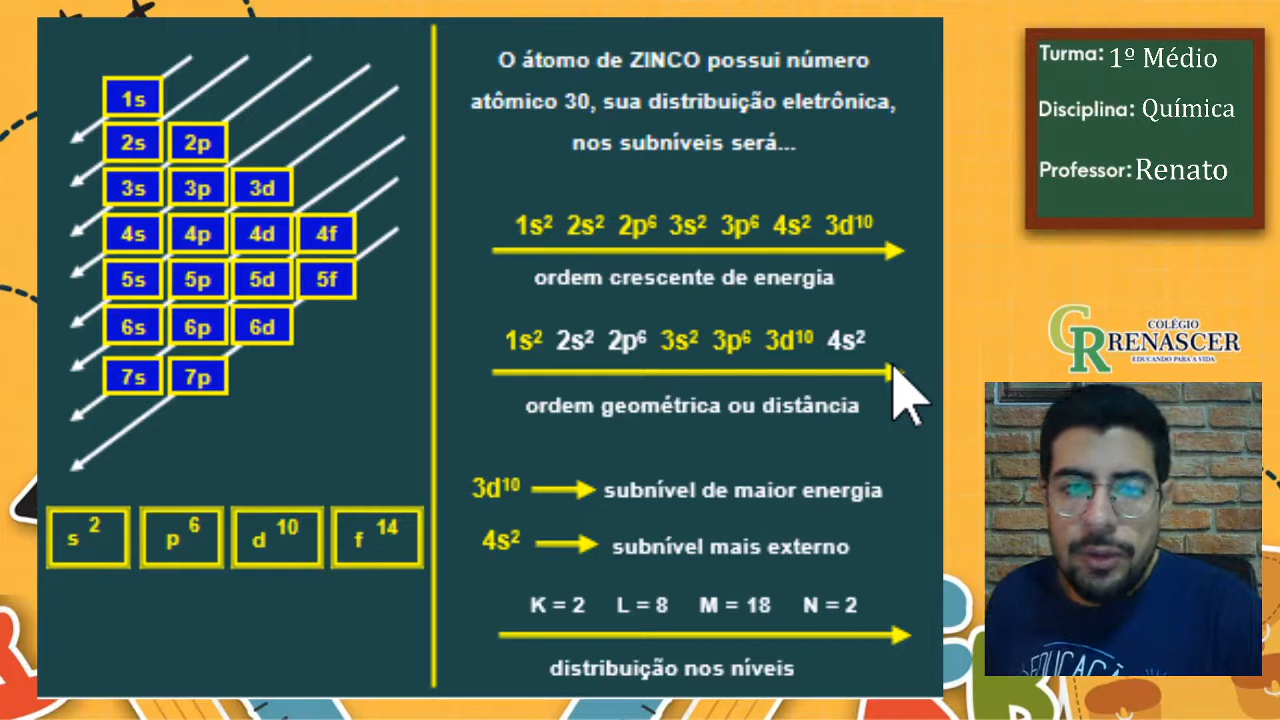 1s
2s 2p
3s 3p 3d
4s 4p 4d 4f
5s 5p 5d 5f
6s 6p 6d
7s 7p
s 2 p 6 d 10 f 14
O átomo de ZINCO possui número
atômico 30, sua distribuição eletrônica,
nos subníveis será...
1s² 2s² 2p⁶ 3s² 3p⁶ 4s² 3d¹⁰
ordem crescente de energia
1s² 2s² 2p⁶ 3s² 3p⁶ 3d¹⁰ 4s²
ordem geométrica ou distância
3d¹⁰ subnível de maior energia
4s² subnível mais externo
K = 2 L = 8 M = 18 N = 2
distribuição nos níveis
Turma: 1º Médio
Disciplina: Química
Professor: Renato
CR
COLÉGIO
RENASCER
EDUCANDO PARA A VIDA
EDUCAÇÃO